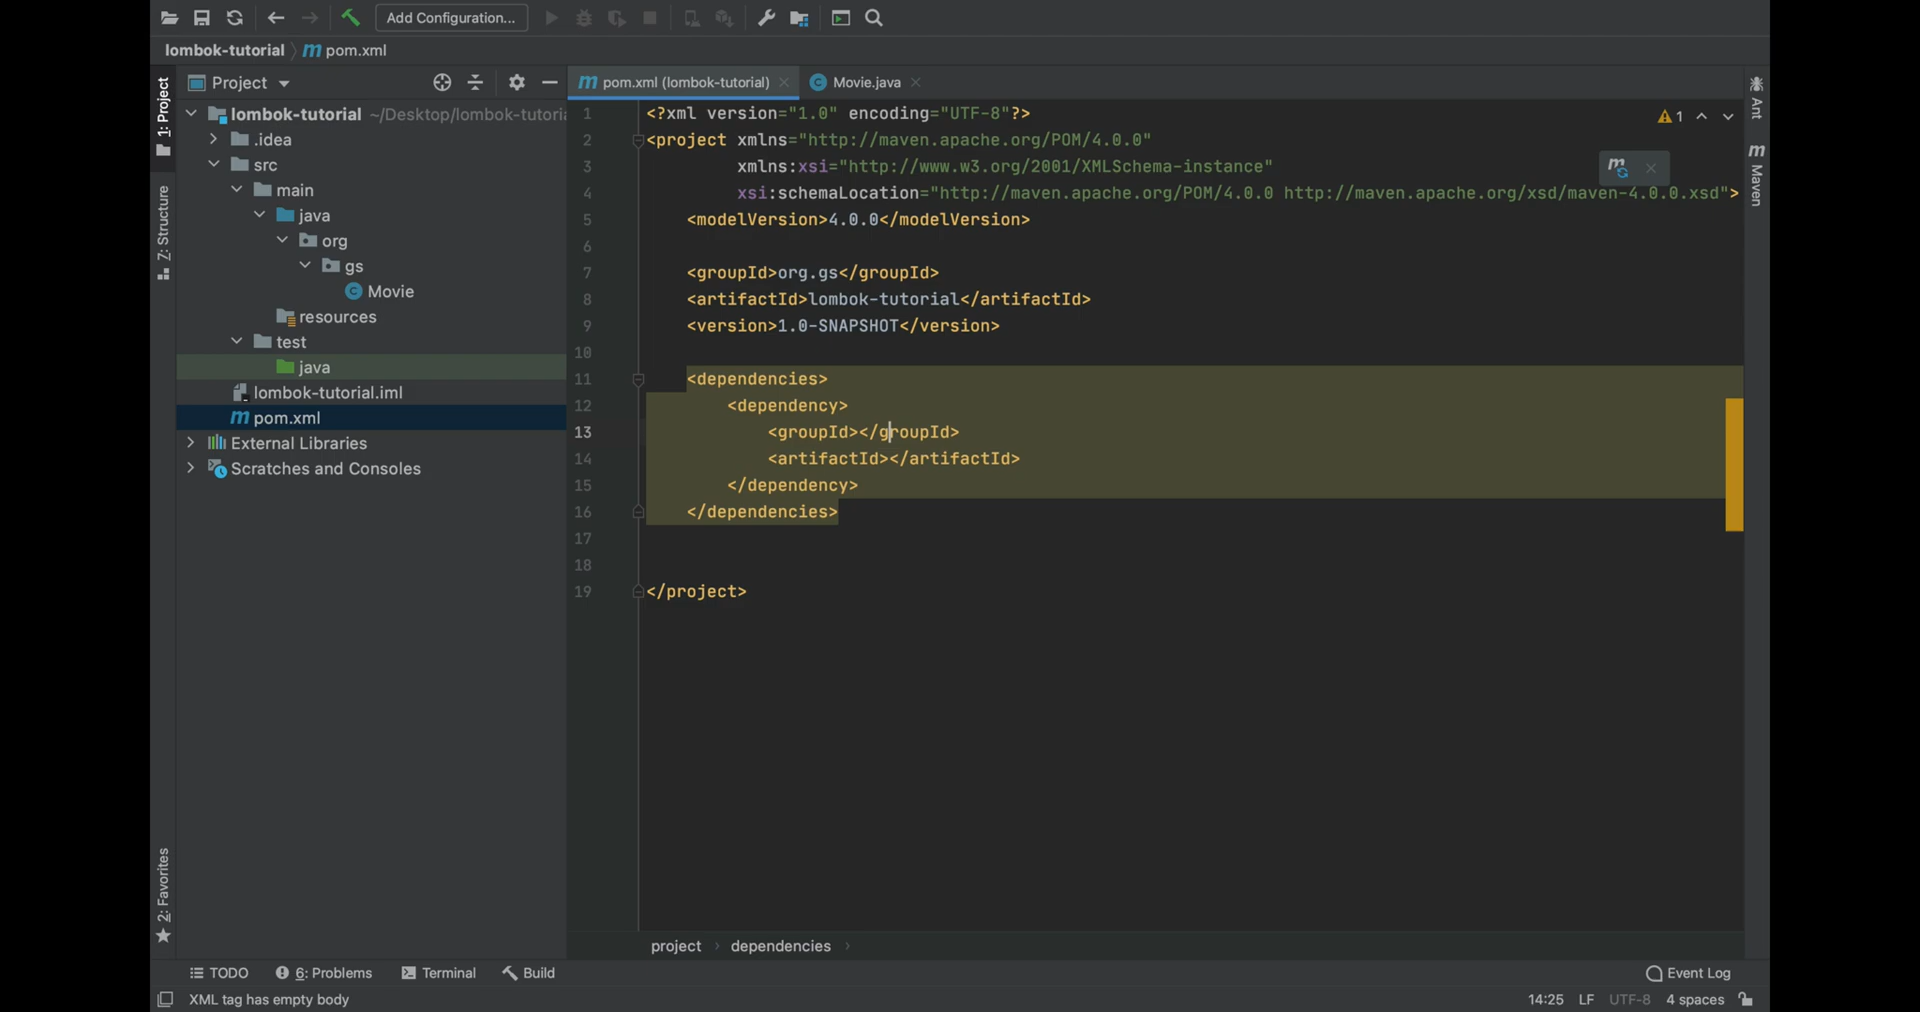 Add Configuration...
lombok-tutorial
pom.xml
Project
pom.xml (lombok-tutorial)
Movie.java
1: Project
Z: Structure
2: Favorites
lombok-tutorial ~/Desktop/lombok-tutoria
.idea
src
main
java
org
gs
Movie
resources
test
java
lombok-tutorial.iml
pom.xml
External Libraries
Scratches and Consoles
1 <?xml version="1.0" encoding="UTF-8"?>
2 <project xmlns="http://maven.apache.org/POM/4.0.0"
3 xmlns:xsi="http://www.w3.org/2001/XMLSchema-instance"
4 xsi:schemaLocation="http://maven.apache.org/POM/4.0.0 http://maven.apache.org/xsd/maven-4.0.0.xsd">
5 <modelVersion>4.0.0</modelVersion>
6
7 <groupId>org.gs</groupId>
8 <artifactId>lombok-tutorial</artifactId>
9 <version>1.0-SNAPSHOT</version>
10
11 <dependencies>
12 <dependency>
13 <groupId></groupId>
14 <artifactId></artifactId>
15 </dependency>
16 </dependencies>
17
18
19 </project>
1
Ant
Maven
project
dependencies
TODO
6: Problems
Terminal
Build
Event Log
XML tag has empty body
14:25 LF UTF-8 4 spaces